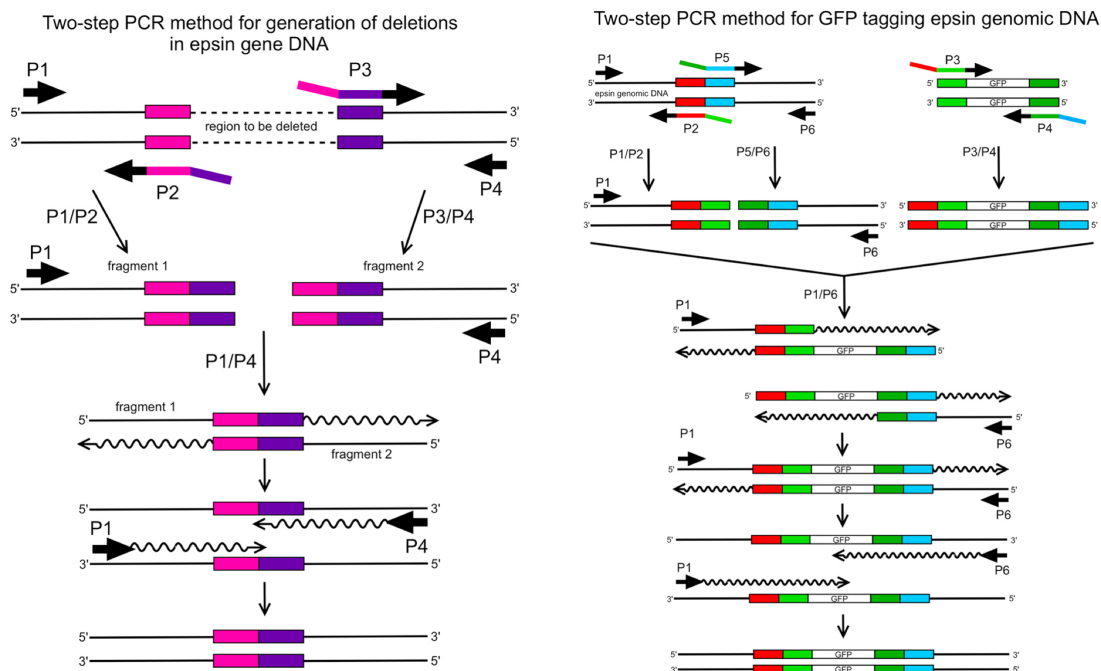 Two-step PCR method for generation of deletions
in epsin gene DNA
P1
P3
5'
3'
region to be deleted
3'
5'
P2
P4
P1/P2
P3/P4
P1
fragment 1
fragment 2
5'
3'
3'
5'
P4
P1/P4
fragment 1
5'
5'
fragment 2
5'
3'
P1
P4
3'
5'
5'
3'
3'
5'
Two-step PCR method for GFP tagging epsin genomic DNA
P1
P5
P3
5'
3'
5'
GFP
3'
epsin genomic DNA
3'
5'
3'
5'
P2
P6
P4
P1/P2
P5/P6
P3/P4
P1
5'
3'
5'
GFP
3'
3'
5'
3'
GFP
5'
P6
P1/P6
P1
5'
GFP
5'
5'
GFP
5'
P1
P6
5'
GFP
GFP
5'
P6
5'
GFP
3'
P1
P6
3'
GFP
5'
5'
GFP
3'
3'
GFP
5'